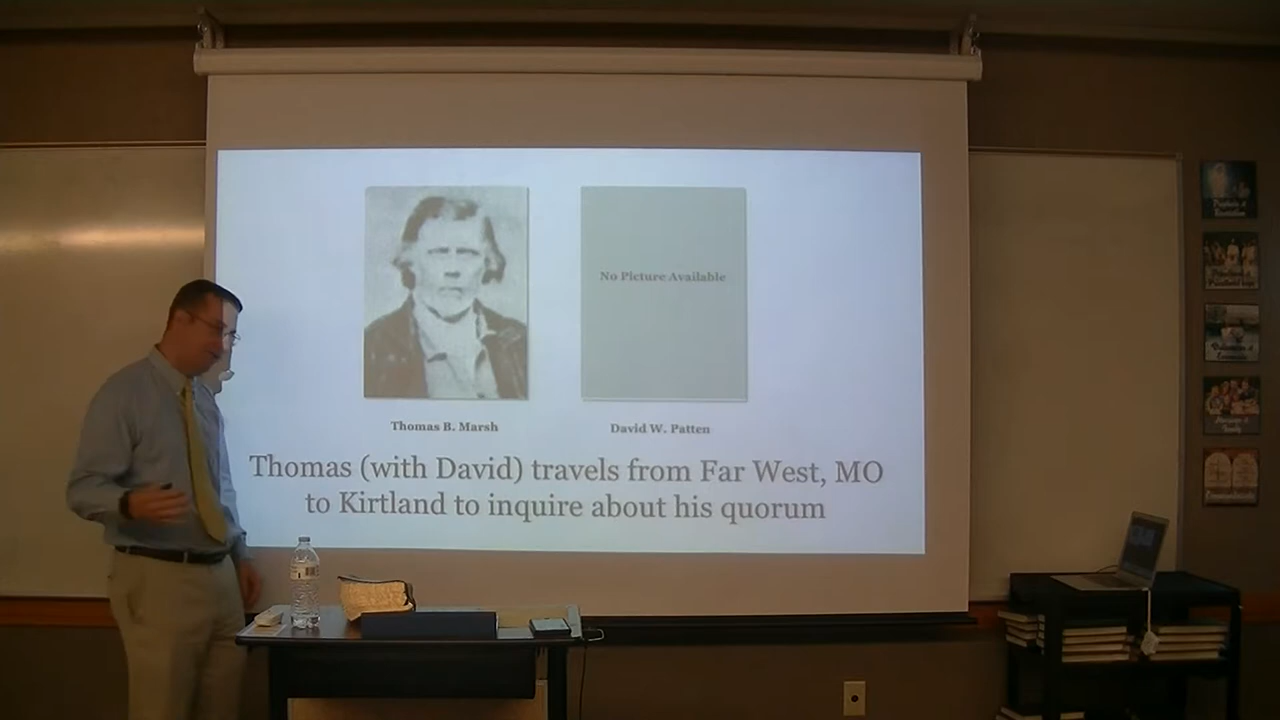 No Picture Available
Thomas B. Marsh
David W. Patten
Thomas (with David) travels from Far West, MO
to Kirtland to inquire about his quorum